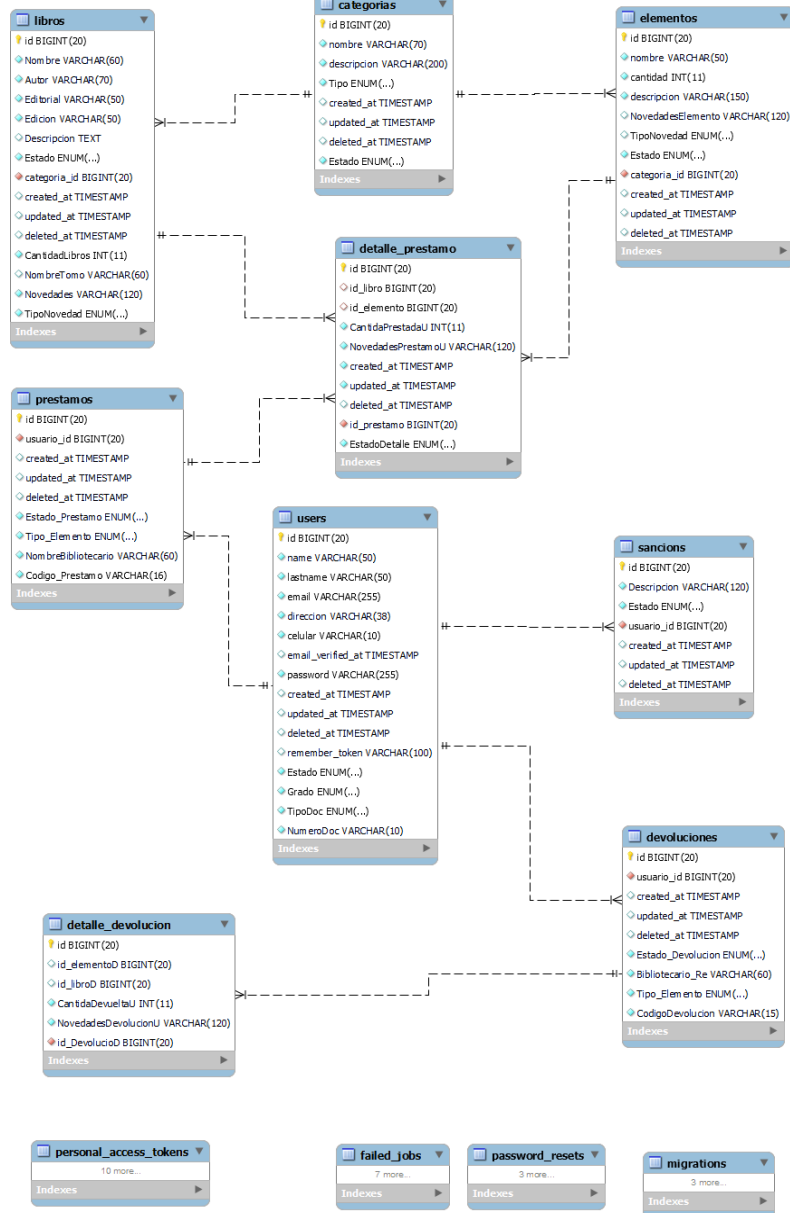 libros
id BIGINT(20)
Nombre VARCHAR(60)
Autor VARCHAR(70)
Editorial VARCHAR(50)
Edicion VARCHAR(50)
Descripcion TEXT
Estado ENUM(...)
categoria_id BIGINT(20)
created_at TIMESTAMP
updated_at TIMESTAMP
deleted_at TIMESTAMP
CantidadLibros INT(11)
NombreTomo VARCHAR(60)
Novedades VARCHAR(120)
TipoNovedad ENUM(...)
Indexes
categorias
id BIGINT(20)
nombre VARCHAR(70)
descripcion VARCHAR(200)
Tipo ENUM(...)
created_at TIMESTAMP
updated_at TIMESTAMP
deleted_at TIMESTAMP
Estado ENUM(...)
Indexes
elementos
id BIGINT(20)
nombre VARCHAR(50)
cantidad INT(11)
descripcion VARCHAR(150)
NovedadesElemento VARCHAR(120)
TipoNovedad ENUM(...)
Estado ENUM(...)
categoria_id BIGINT(20)
created_at TIMESTAMP
updated_at TIMESTAMP
deleted_at TIMESTAMP
Indexes
detalle_prestamo
id BIGINT(20)
id_libro BIGINT(20)
id_elemento BIGINT(20)
CantidaPrestadaU INT(11)
NovedadesPrestamoU VARCHAR(120)
created_at TIMESTAMP
updated_at TIMESTAMP
deleted_at TIMESTAMP
id_prestamo BIGINT(20)
EstadoDetalle ENUM(...)
Indexes
prestamos
id BIGINT(20)
usuario_id BIGINT(20)
created_at TIMESTAMP
updated_at TIMESTAMP
deleted_at TIMESTAMP
Estado_Prestamo ENUM(...)
Tipo_Elemento ENUM(...)
NombreBibliotecario VARCHAR(60)
Codigo_Prestamo VARCHAR(16)
Indexes
users
id BIGINT(20)
name VARCHAR(50)
lastname VARCHAR(50)
email VARCHAR(255)
direccion VARCHAR(38)
celular VARCHAR(10)
email_verified_at TIMESTAMP
password VARCHAR(255)
created_at TIMESTAMP
updated_at TIMESTAMP
deleted_at TIMESTAMP
remember_token VARCHAR(100)
Estado ENUM(...)
Grado ENUM(...)
TipoDoc ENUM(...)
NumeroDoc VARCHAR(10)
Indexes
sancions
id BIGINT(20)
Descripcion VARCHAR(120)
Estado ENUM(...)
usuario_id BIGINT(20)
created_at TIMESTAMP
updated_at TIMESTAMP
deleted_at TIMESTAMP
Indexes
devoluciones
id BIGINT(20)
usuario_id BIGINT(20)
created_at TIMESTAMP
updated_at TIMESTAMP
deleted_at TIMESTAMP
Estado_Devolucion ENUM(...)
Bibliotecario_Re VARCHAR(60)
Tipo_Elemento ENUM(...)
CodigoDevolucion VARCHAR(15)
Indexes
detalle_devolucion
id BIGINT(20)
id_elementoD BIGINT(20)
id_libroD BIGINT(20)
CantidaDevueltaU INT(11)
NovedadesDevolucionU VARCHAR(120)
id_DevolucioD BIGINT(20)
Indexes
personal_access_tokens
10 more...
Indexes
failed_jobs
7 more...
Indexes
password_resets
3 more...
Indexes
migrations
3 more...
Indexes